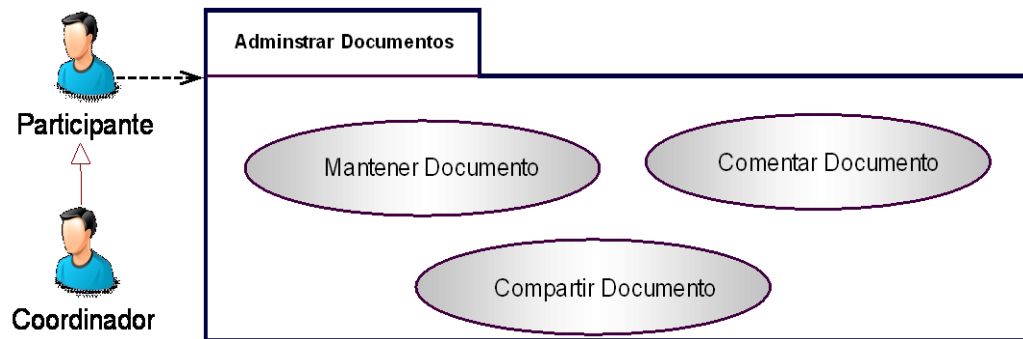 Adminstrar Documentos
Participante
Mantener Documento
Comentar Documento
Compartir Documento
Coordinador